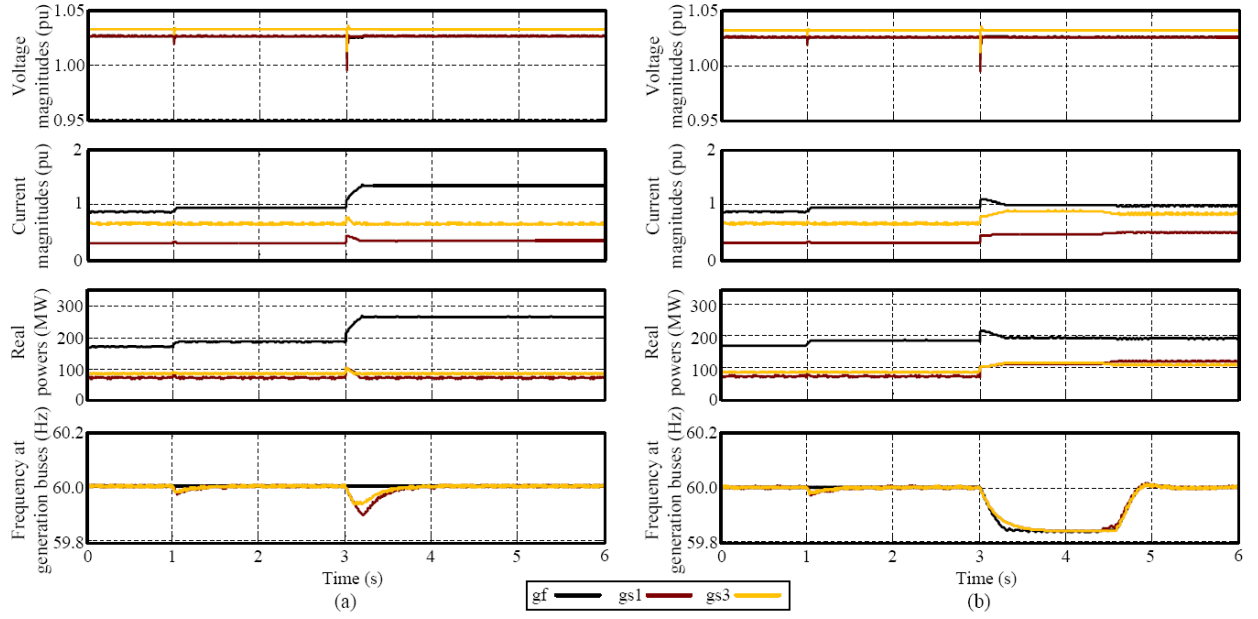 1.05
1.00
0.95
Voltage
magnitudes (pu)
2
1
0
Current
magnitudes (pu)
300
200
100
0
Real
powers (MW)
60.2
60.0
59.8
Frequency at
generation buses (Hz)
0 1 2 3 4 5 6
Time (s)
(a)
1.05
1.00
0.95
Voltage
magnitudes (pu)
2
1
0
Current
magnitudes (pu)
300
200
100
0
Real
powers (MW)
60.2
60.0
59.8
Frequency at
generation buses (Hz)
0 1 2 3 4 5 6
Time (s)
(b)
gf gs1 gs3